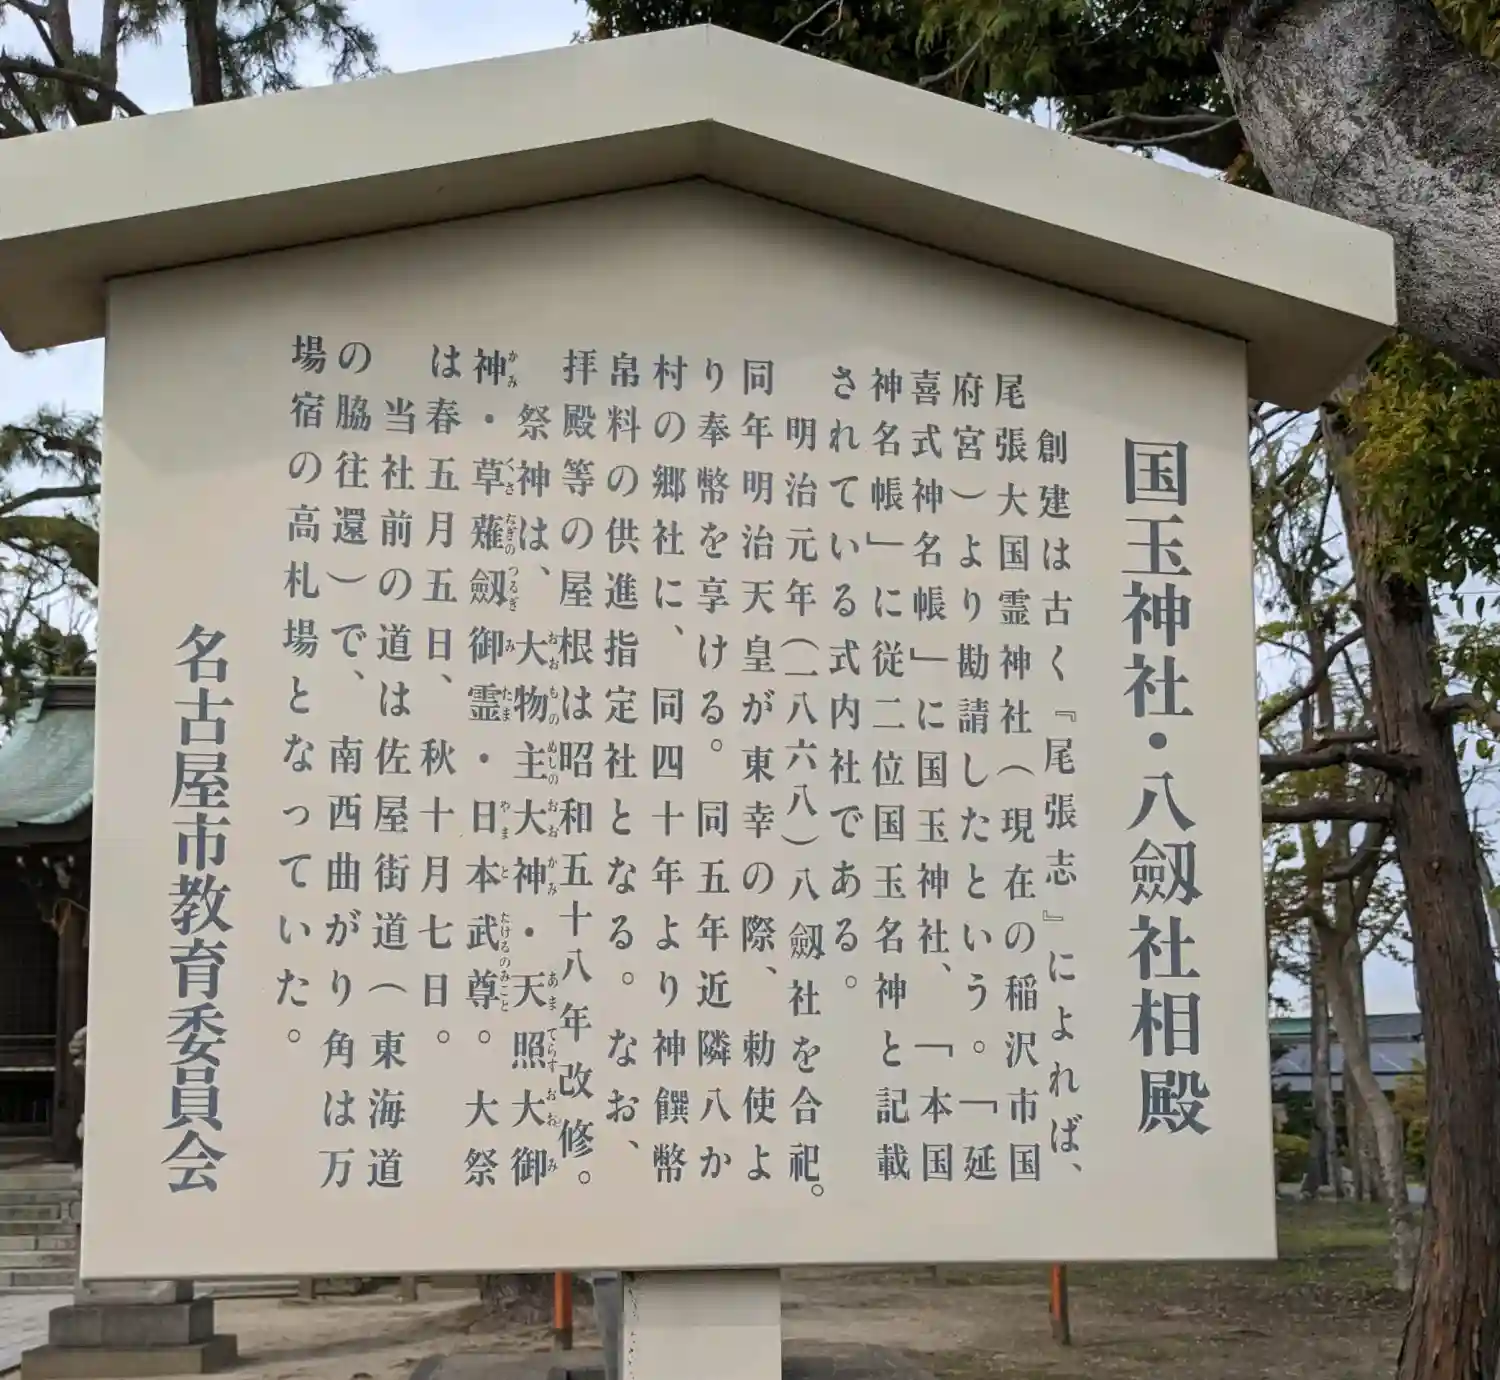 国玉神社・八劔社相殿
創建は古く『尾張志』によれば、
尾張大国霊神社(現在の稲沢市国
府宮)より勘請したという。「延
喜式神名帳」に国玉神社、「本国
神名帳」に従二位国玉名神と記載
されている式内社である。
明治元年(一八六八)八劔社を合祀。
同年明治天皇が東幸の際、勅使よ
り奉幣を享ける。同五年近隣八か
村の郷社に、同四十年より神饌幣
帛料の供進指定社となる。なお、
拝殿等の屋根は昭和五十八年改修。
祭神は、大物主大神・天照大御
神・草薙劔御霊・日本武尊。大祭
は春五月五日、秋十月七日。
当社前の道は佐屋街道(東海道
の脇往還)で、南西曲がり角は万
場宿の高札場となっていた。
名古屋市教育委員会